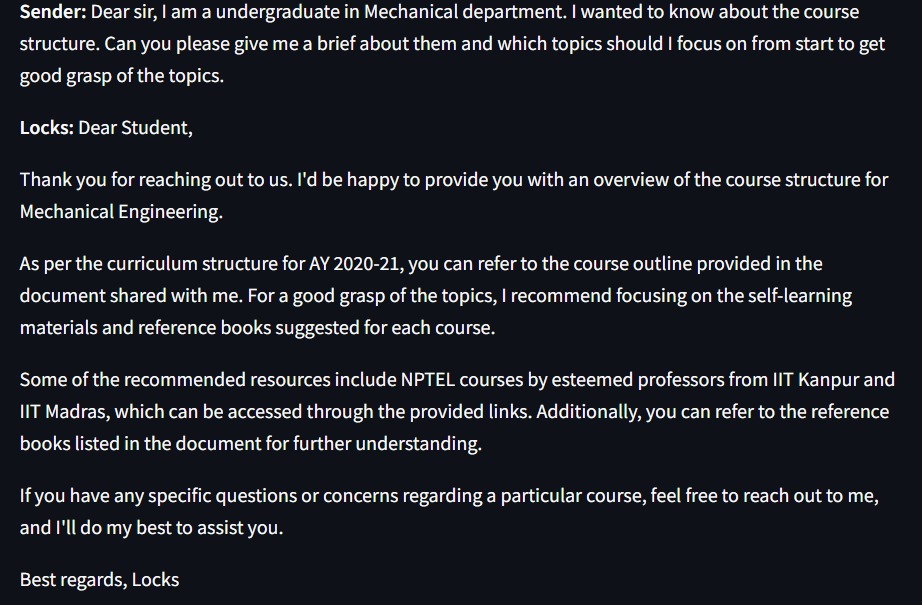 Sender: Dear sir, I am a undergraduate in Mechanical department. I wanted to know about the course
structure. Can you please give me a brief about them and which topics should I focus on from start to get
good grasp of the topics.
Locks: Dear Student,
Thank you for reaching out to us. I'd be happy to provide you with an overview of the course structure for
Mechanical Engineering.
As per the curriculum structure for AY 2020-21, you can refer to the course outline provided in the
document shared with me. For a good grasp of the topics, I recommend focusing on the self-learning
materials and reference books suggested for each course.
Some of the recommended resources include NPTEL courses by esteemed professors from IIT Kanpur and
IIT Madras, which can be accessed through the provided links. Additionally, you can refer to the reference
books listed in the document for further understanding.
If you have any specific questions or concerns regarding a particular course, feel free to reach out to me,
and I'll do my best to assist you.
Best regards, Locks